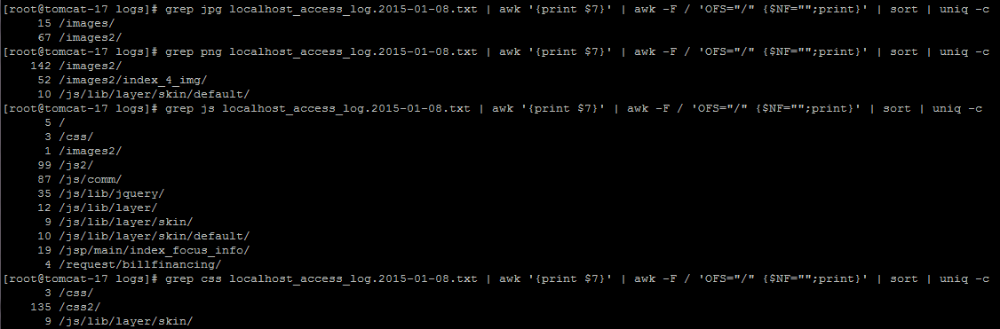 [root@tomcat-17 logs]# grep jpg localhost_access_log.2015-01-08.txt | awk '{print $7}' | awk -F / 'OFS="/" {$NF="";print}' | sort | uniq -c
15 /images/
67 /images2/
[root@tomcat-17 logs]# grep png localhost_access_log.2015-01-08.txt | awk '{print $7}' | awk -F / 'OFS="/" {$NF="";print}' | sort | uniq -c
142 /images2/
52 /images2/index_4_img/
10 /js/lib/layer/skin/default/
[root@tomcat-17 logs]# grep js localhost_access_log.2015-01-08.txt | awk '{print $7}' | awk -F / 'OFS="/" {$NF="";print}' | sort | uniq -c
5 /
3 /css/
1 /images2/
99 /js2/
87 /js/comm/
35 /js/lib/jquery/
12 /js/lib/layer/
9 /js/lib/layer/skin/
10 /js/lib/layer/skin/default/
19 /jsp/main/index_focus_info/
4 /request/billfinancing/
[root@tomcat-17 logs]# grep css localhost_access_log.2015-01-08.txt | awk '{print $7}' | awk -F / 'OFS="/" {$NF="";print}' | sort | uniq -c
3 /css/
135 /css2/
9 /js/lib/layer/skin/